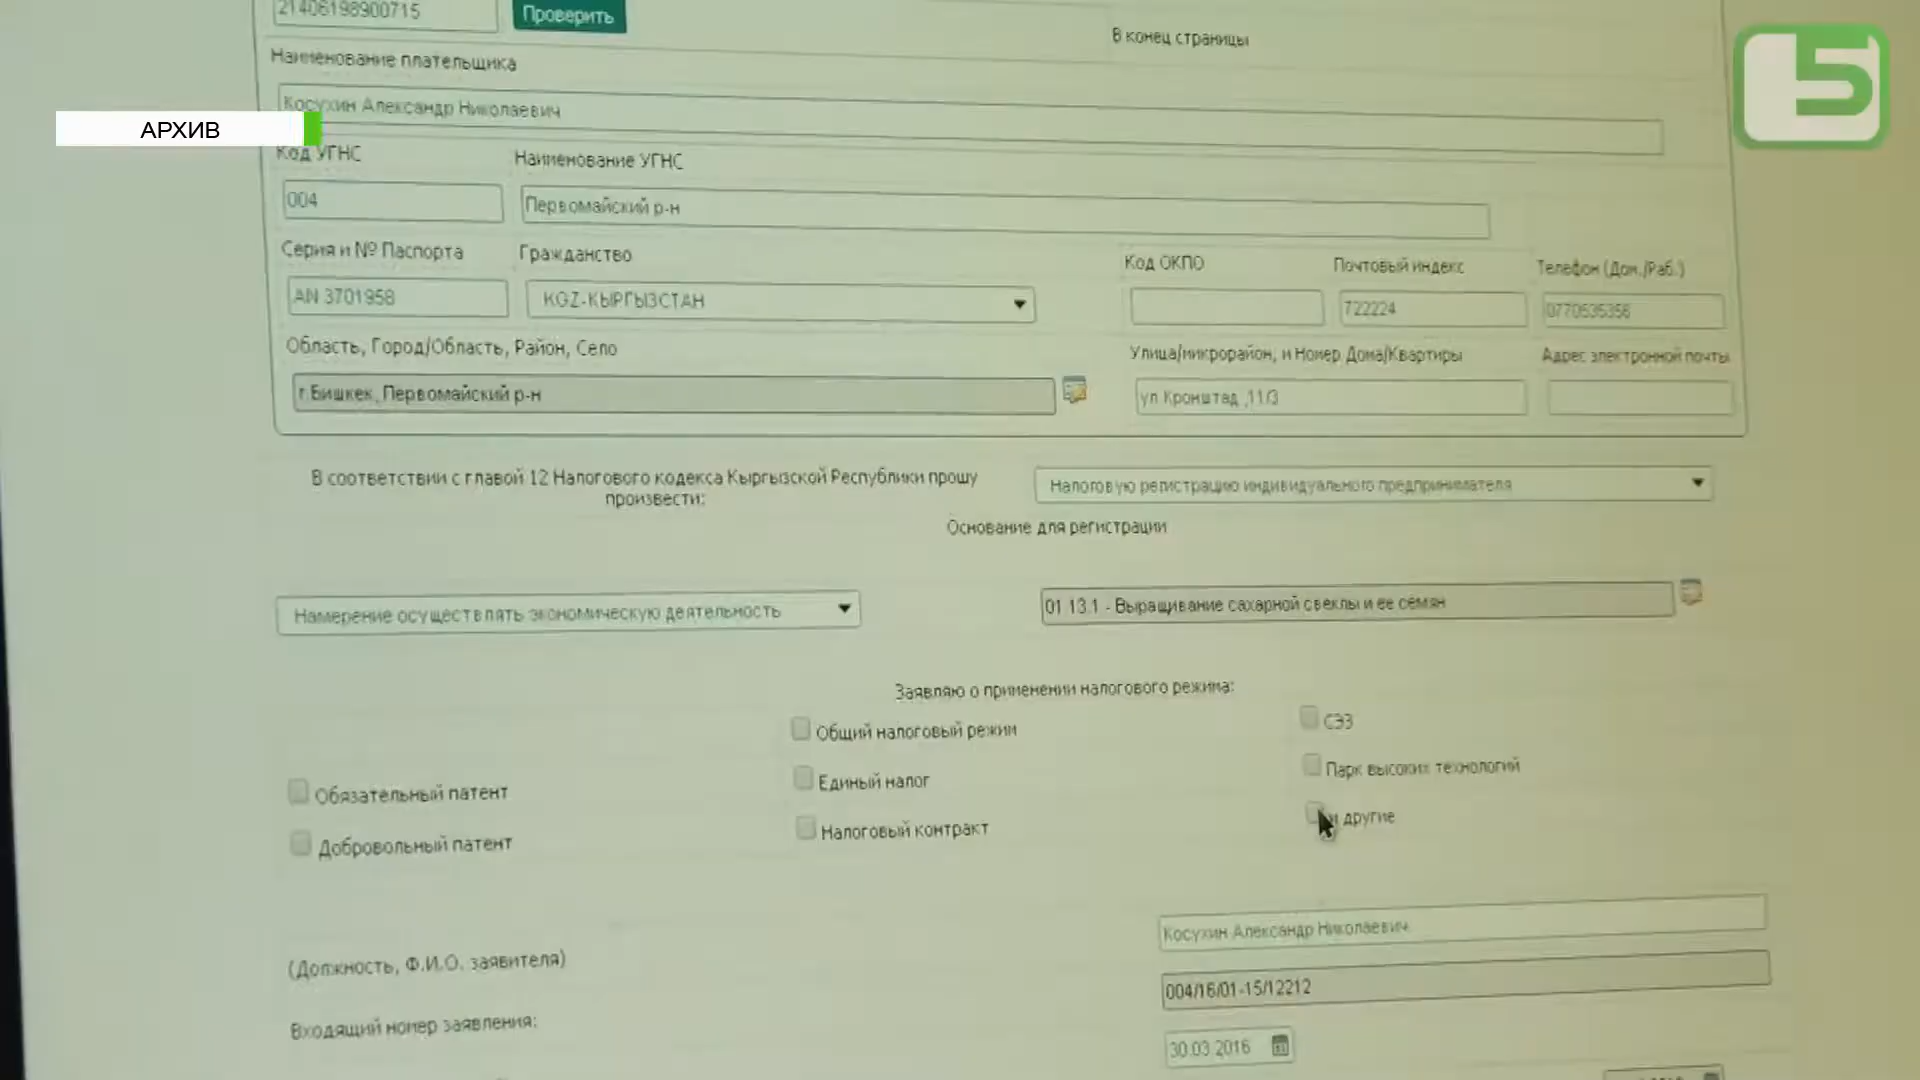 21406198900715
Проверить
В конец страницы
Наименование плательщика
Косухин Александр Николаевич
АРХИВ
Код УГНС
Наименование УГНС
004
Первомайский р-н
Серия и № Паспорта
Гражданство
Код ОКПО
Почтовый индекс
Телефон (Дом./Раб.)
AN 3701958
KGZ-КЫРГЫЗСТАН
722224
0770535356
Область, Город/Область, Район, Село
Улица/микрорайон, и Номер Дома/Квартиры
Адрес электронной почты
г.Бишкек, Первомайский р-н
ул Кронштад ,11/3
В соответствии с главой 12 Налогового кодекса Кыргызской Республики прошу
произвести:
Налоговую регистрацию индивидуального предпринимателя
Основание для регистрации
Намерение осуществлять экономическую деятельность
01.13.1 - Выращивание сахарной свеклы и ее семян
Заявляю о применении налогового режима:
Общий налоговый режим
СЭЗ
Обязательный патент
Единый налог
Парк высоких технологий
Добровольный патент
Налоговый контракт
и другие
(Должность, Ф.И.О. заявителя)
Косухин Александр Николаевич
Входящий номер заявления:
004/16/01-15/12212
30.03.2016
5